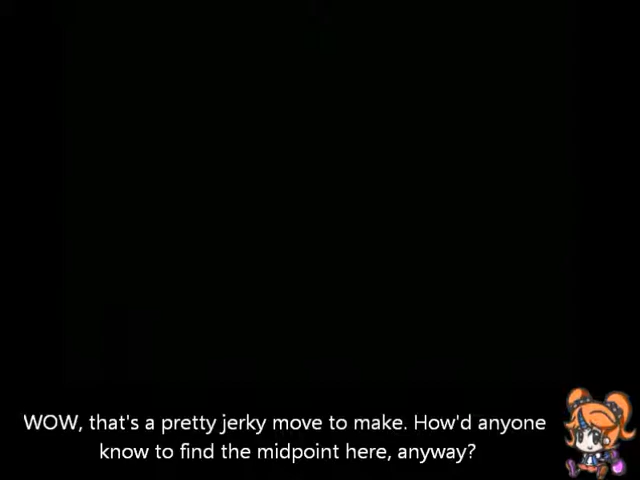 WOW, that's a pretty jerky move to make. How'd anyone
know to find the midpoint here, anyway?